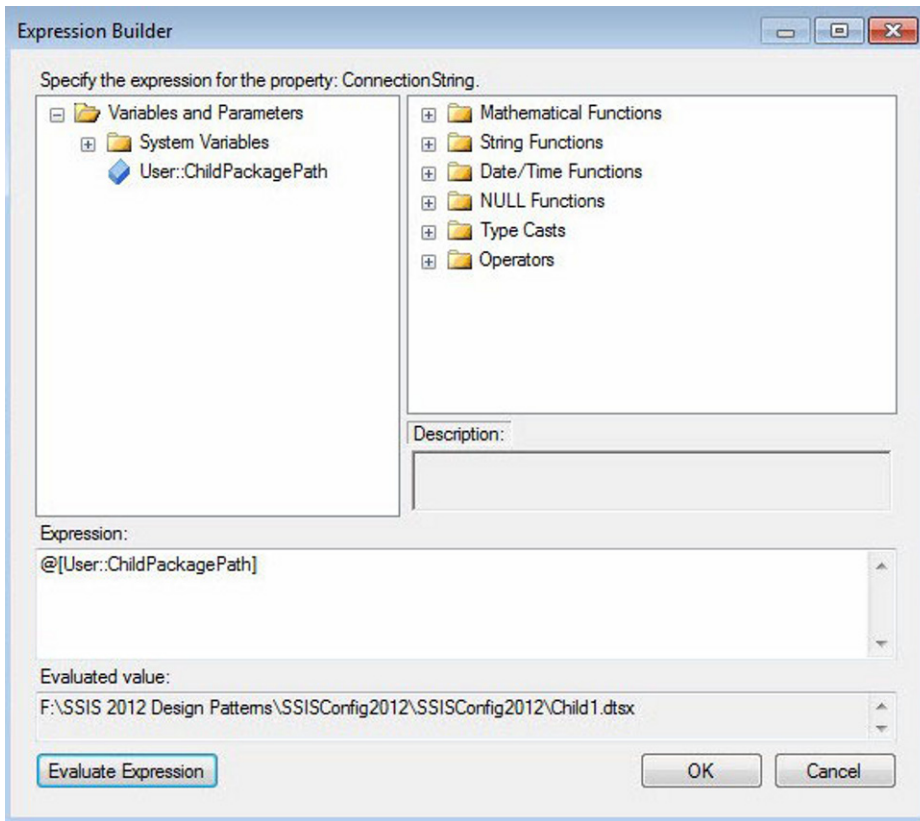 Expression Builder
Specify the expression for the property: ConnectionString.
Variables and Parameters
System Variables
User::ChildPackagePath
Mathematical Functions
String Functions
Date/Time Functions
NULL Functions
Type Casts
Operators
Description:
Expression:
@[User::ChildPackagePath]
Evaluated value:
F:\SSIS 2012 Design Patterns\SSISConfig2012\SSISConfig2012\Child1.dtsx
Evaluate Expression
OK
Cancel